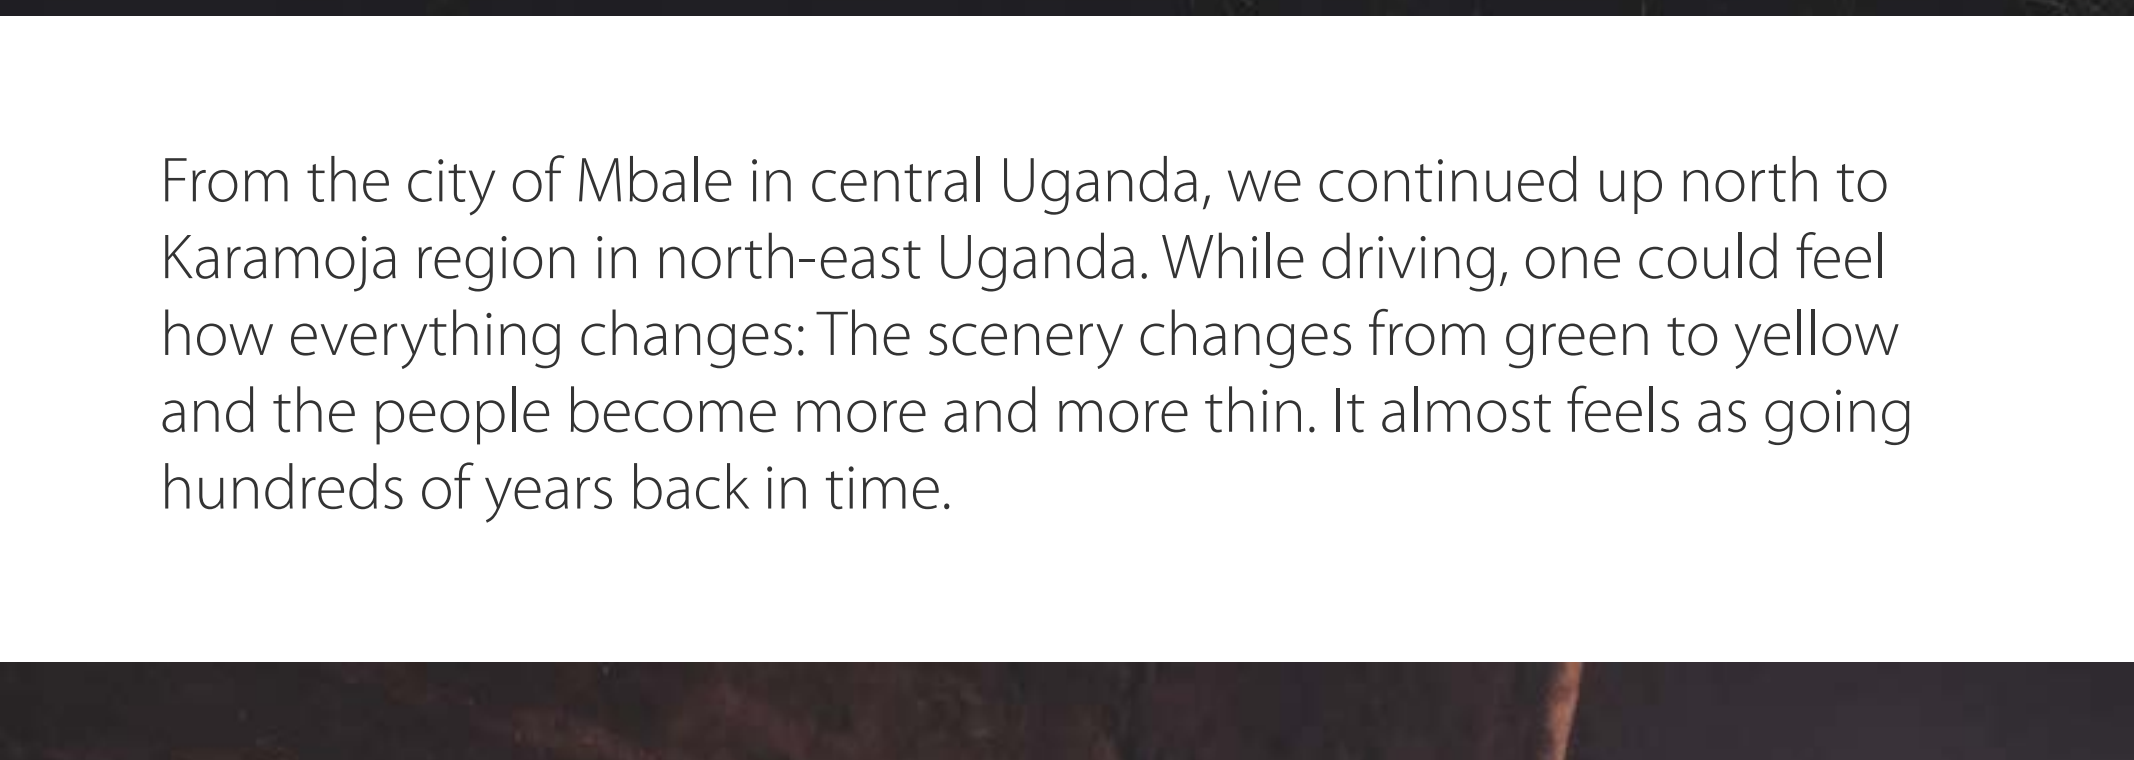 From the city of Mbale in central Uganda, we continued up north to
Karamoja region in north-east Uganda. While driving, one could feel
how everything changes: The scenery changes from green to yellow
and the people become more and more thin. It almost feels as going
hundreds of years back in time.